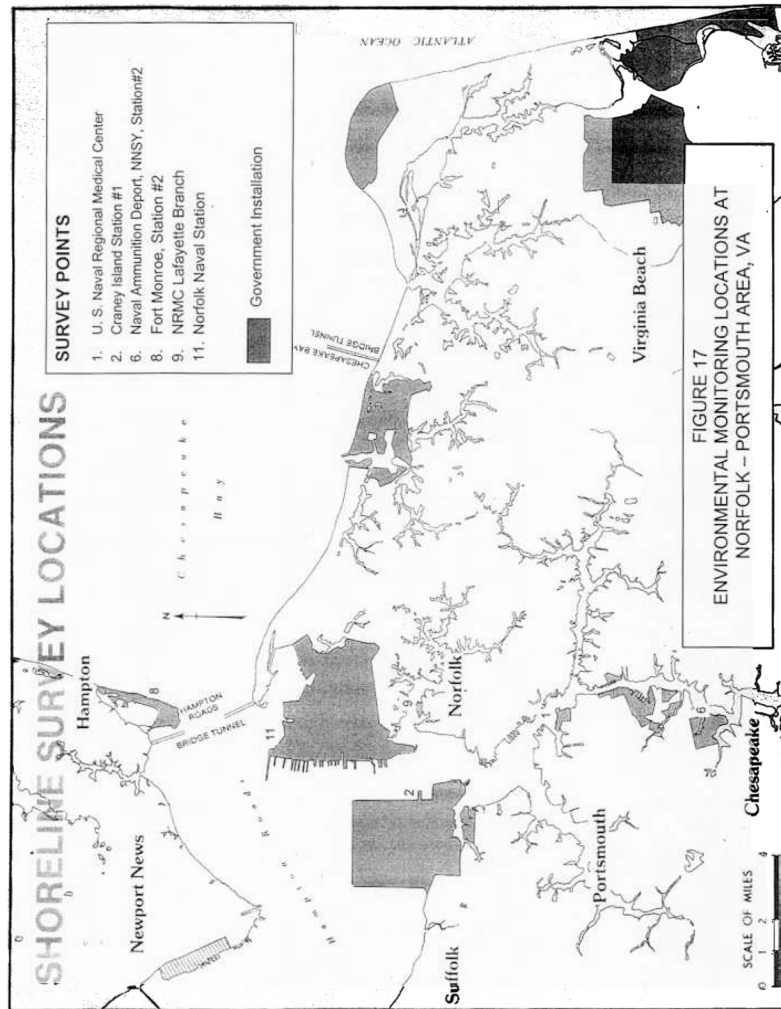 SHORELINE SURVEY LOCATIONS
SURVEY POINTS
1. U. S. Naval Regional Medical Center
2. Craney Island Station #1
6. Naval Ammunition Deport, NNSY, Station#2
8. Fort Monroe, Station #2
9. NRMC Lafayette Branch
11. Norfolk Naval Station
Government Installation
ATLANTIC OCEAN
Chesapeake
Bay
N
CHESAPEAKE BAY
BRIDGE TUNNEL
Hampton
8
HAMPTON
ROADS
BRIDGE TUNNEL
Newport News
Hampton Roads
11
9
Norfolk
2
1
6
Suffolk
Portsmouth
Chesapeake
Virginia Beach
SCALE OF MILES
0 1 2 4
FIGURE 17
ENVIRONMENTAL MONITORING LOCATIONS AT
NORFOLK – PORTSMOUTH AREA, VA